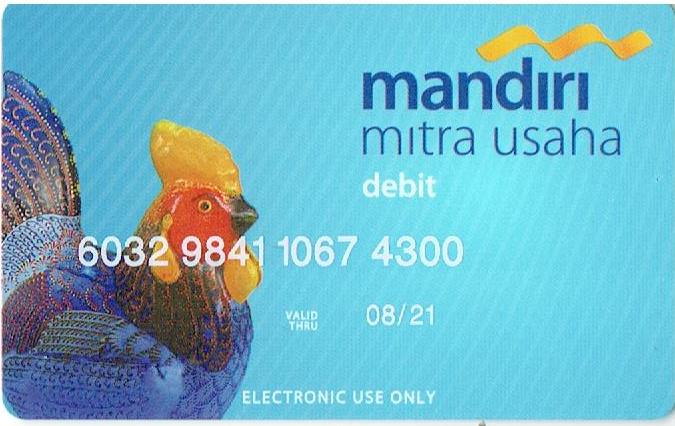 mandiri
mitra usaha
debit
6032 9841 1067 4300
VALID
THRU
08/21
ELECTRONIC USE ONLY